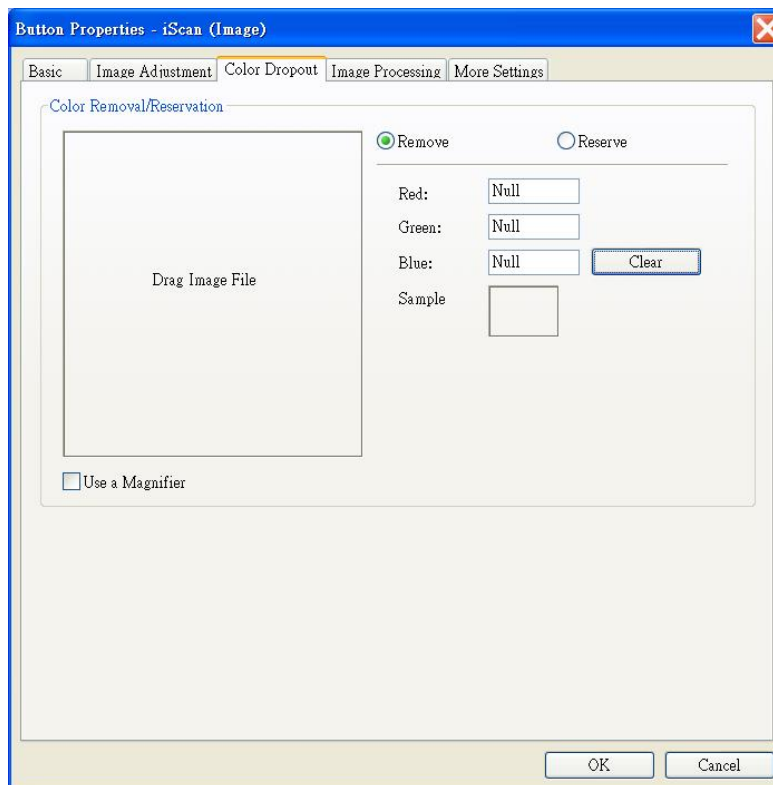 Button Properties - iScan (Image)
Basic Image Adjustment Color Dropout Image Processing More Settings
Color Removal/Reservation
Remove Reserve
Red: Null
Green: Null
Blue: Null Clear
Drag Image File
Sample
Use a Magnifier
OK Cancel